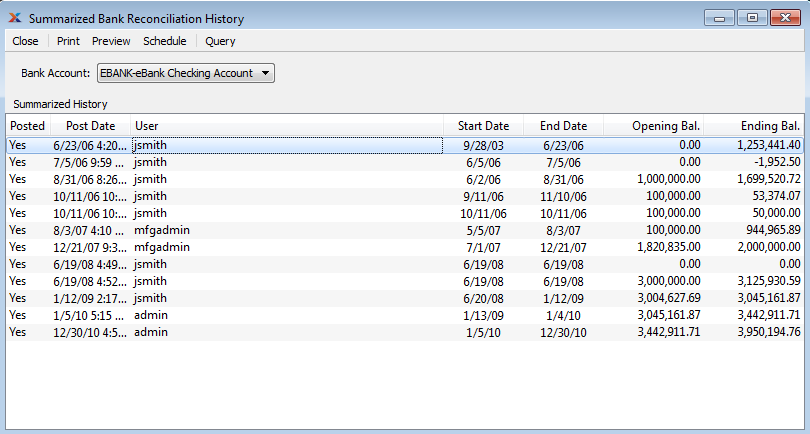 Summarized Bank Reconciliation History
Close Print Preview Schedule Query
Bank Account: EBANK-eBank Checking Account
Summarized History
Posted Post Date User Start Date End Date Opening Bal. Ending Bal.
Yes 6/23/06 4:20... jsmith 9/28/03 6/23/06 0.00 1,253,441.40
Yes 7/5/06 9:59 ... jsmith 6/5/06 7/5/06 0.00 -1,952.50
Yes 8/31/06 8:26... jsmith 6/2/06 8/31/06 1,000,000.00 1,699,520.72
Yes 10/11/06 10:... jsmith 9/11/06 11/10/06 100,000.00 53,374.07
Yes 10/11/06 10:... jsmith 10/11/06 10/11/06 100,000.00 50,000.00
Yes 8/3/07 4:10 ... mfgadmin 5/5/07 8/3/07 100,000.00 944,965.89
Yes 12/21/07 9:3... mfgadmin 7/1/07 12/21/07 1,820,835.00 2,000,000.00
Yes 6/19/08 4:49... jsmith 6/19/08 6/19/08 0.00 0.00
Yes 6/19/08 4:52... jsmith 6/19/08 6/19/08 3,000,000.00 3,125,930.59
Yes 1/12/09 2:17... jsmith 6/20/08 1/12/09 3,004,627.69 3,045,161.87
Yes 1/5/10 5:15 ... admin 1/13/09 1/4/10 3,045,161.87 3,442,911.71
Yes 12/30/10 4:5... admin 1/5/10 12/30/10 3,442,911.71 3,950,194.76